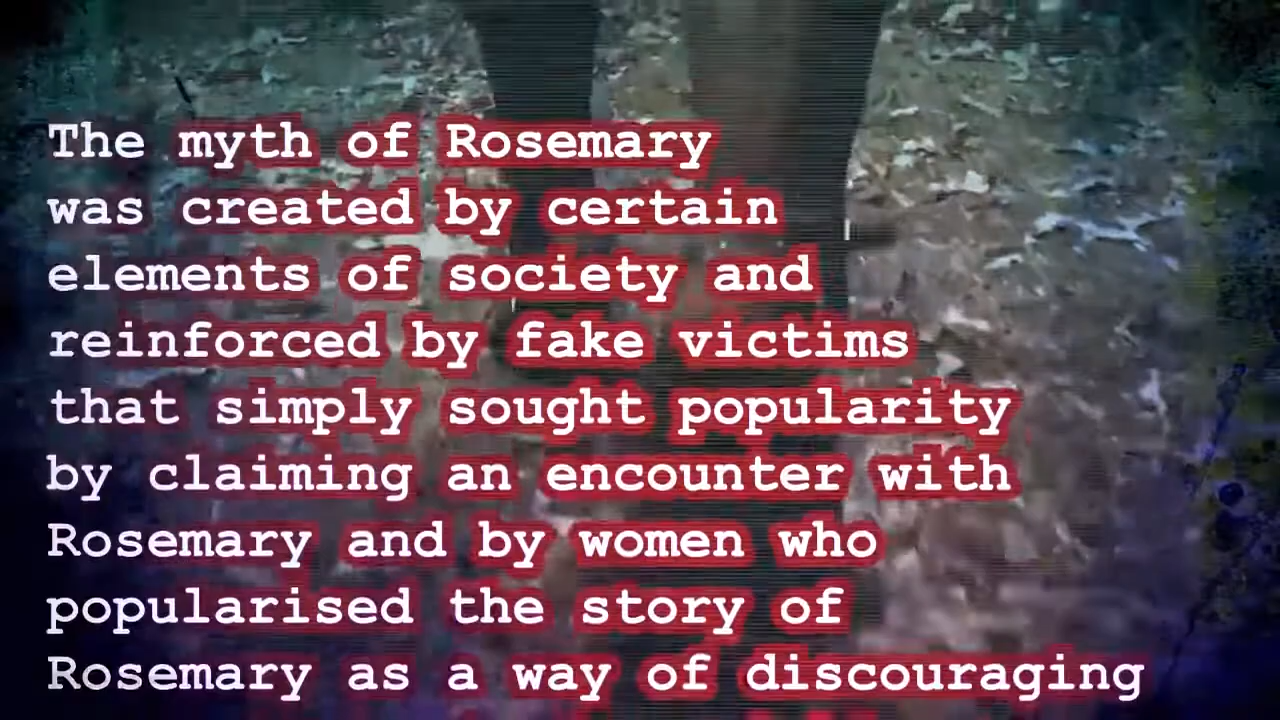 The myth of Rosemary
was created by certain
elements of society and
reinforced by fake victims
that simply sought popularity
by claiming an encounter with
Rosemary and by women who
popularised the story of
Rosemary as a way of discouraging